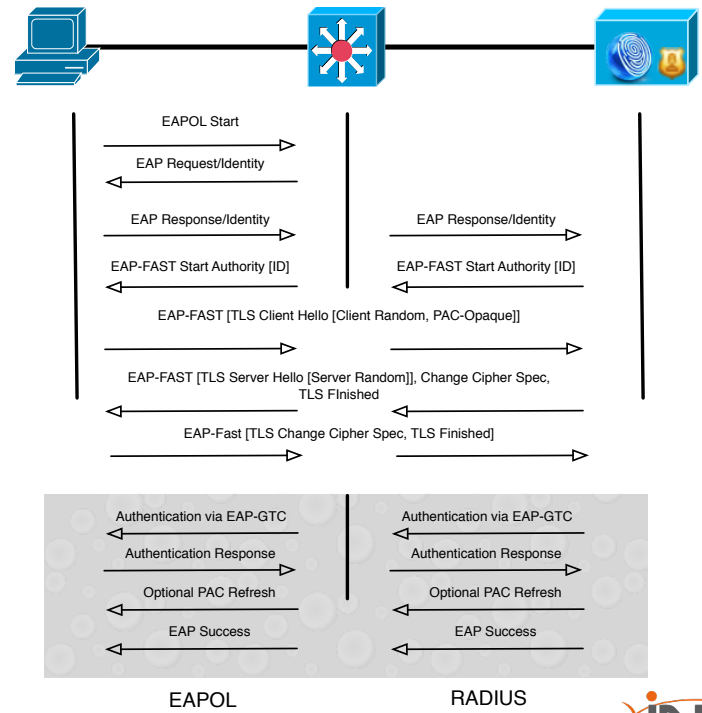 EAPOL Start
EAP Request/Identity
EAP Response/Identity
EAP Response/Identity
EAP-FAST Start Authority [ID]
EAP-FAST Start Authority [ID]
EAP-FAST [TLS Client Hello [Client Random, PAC-Opaque]]
EAP-FAST [TLS Server Hello [Server Random]], Change Cipher Spec,
TLS FInished
EAP-Fast [TLS Change Cipher Spec, TLS Finished]
Authentication via EAP-GTC
Authentication via EAP-GTC
Authentication Response
Authentication Response
Optional PAC Refresh
Optional PAC Refresh
EAP Success
EAP Success
EAPOL
RADIUS